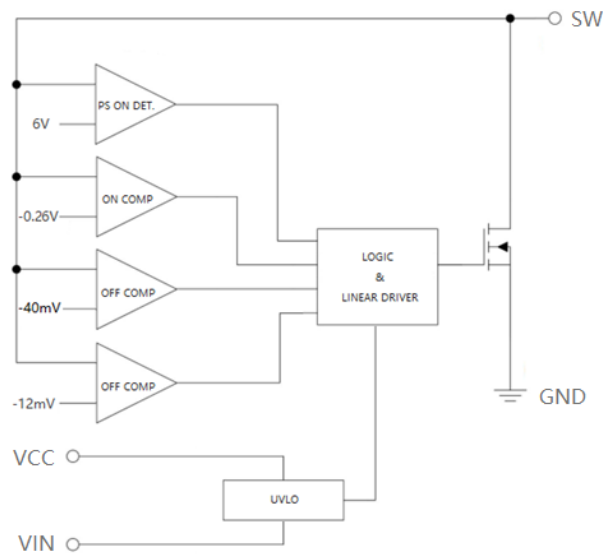 SW
PS ON DET.
6V
ON COMP
-0.26V
LOGIC
&
LINEAR DRIVER
OFF COMP
-40mV
OFF COMP
-12mV
GND
VCC
UVLO
VIN